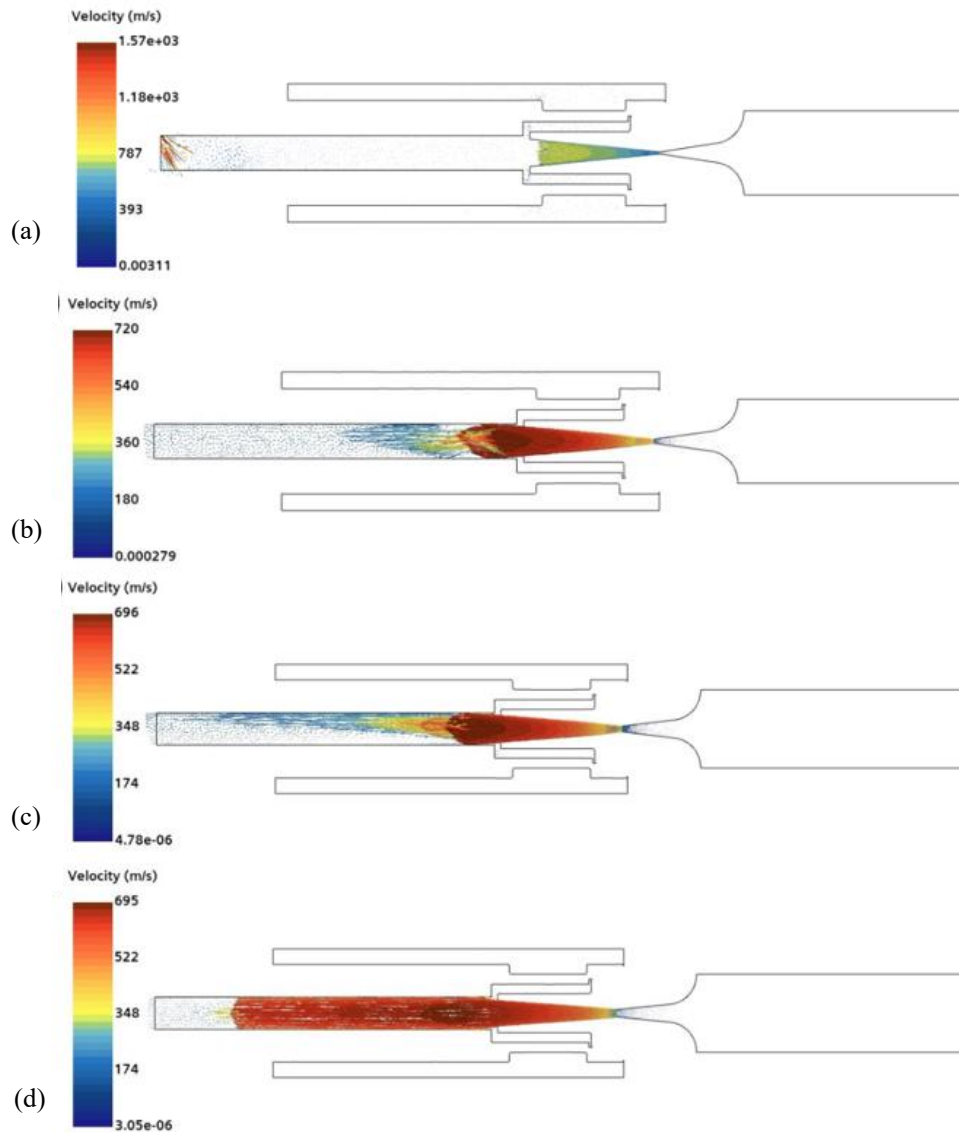 Velocity (m/s)
1.57e+03
1.18e+03
787
393
0.00311
(a)
) Velocity (m/s)
720
540
360
180
0.000279
(b)
) Velocity (m/s)
696
522
348
174
4.78e-06
(c)
Velocity (m/s)
695
522
348
174
3.05e-06
(d)